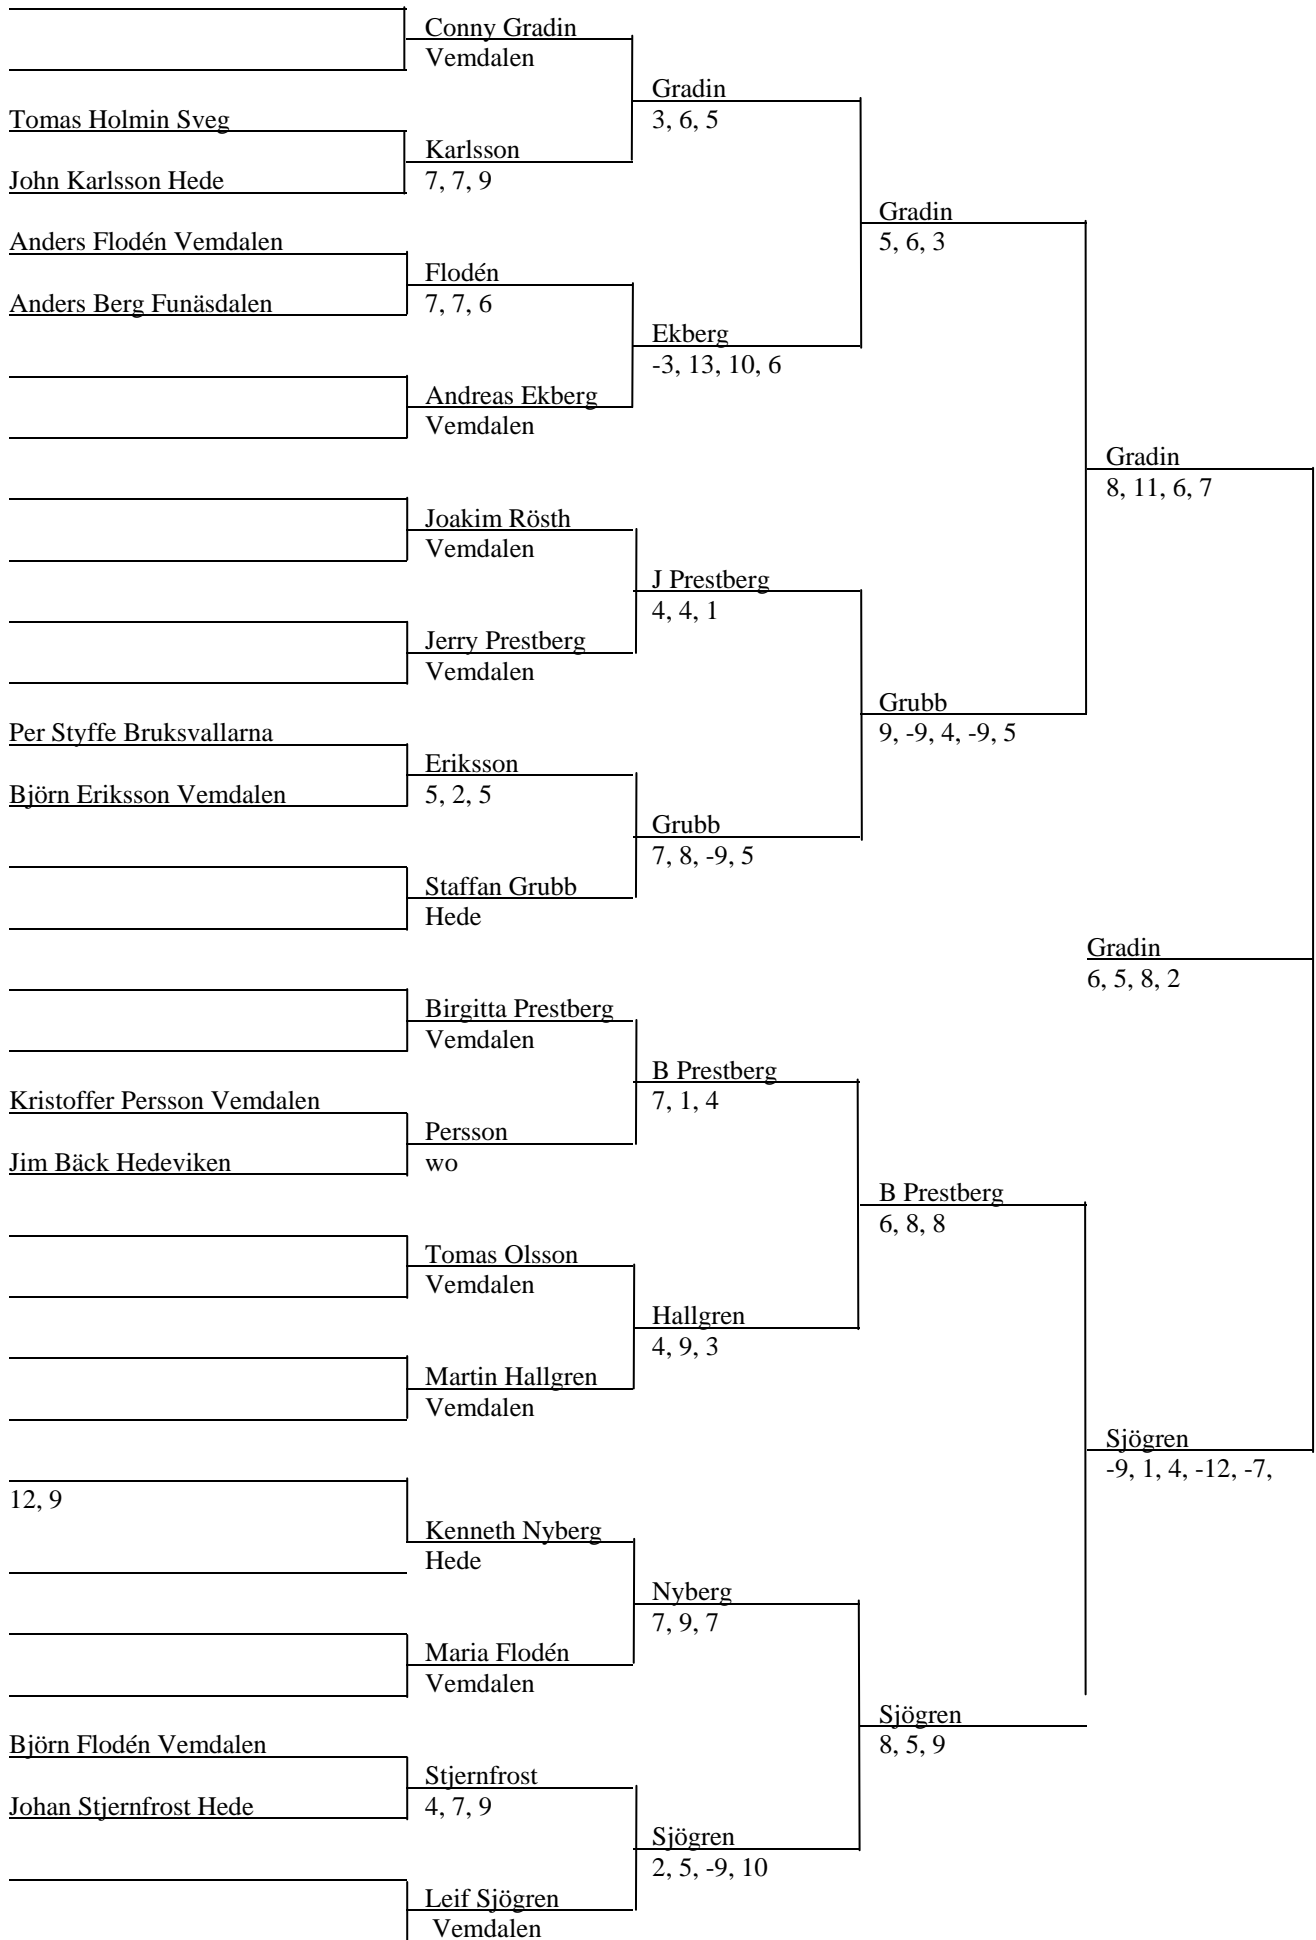 Conny Gradin
Vemdalen
Gradin
3, 6, 5
Tomas Holmin Sveg
Karlsson
7, 7, 9
John Karlsson Hede
Gradin
5, 6, 3
Anders Flodén Vemdalen
Flodén
7, 7, 6
Anders Berg Funäsdalen
Ekberg
-3, 13, 10, 6
Andreas Ekberg
Vemdalen
Gradin
8, 11, 6, 7
Joakim Rösth
Vemdalen
J Prestberg
4, 4, 1
Jerry Prestberg
Vemdalen
Grubb
9, -9, 4, -9, 5
Per Styffe Bruksvallarna
Eriksson
5, 2, 5
Björn Eriksson Vemdalen
Grubb
7, 8, -9, 5
Staffan Grubb
Hede
Gradin
6, 5, 8, 2
Birgitta Prestberg
Vemdalen
B Prestberg
7, 1, 4
Kristoffer Persson Vemdalen
Persson
wo
Jim Bäck Hedeviken
B Prestberg
6, 8, 8
Tomas Olsson
Vemdalen
Hallgren
4, 9, 3
Martin Hallgren
Vemdalen
Sjögren
-9, 1, 4, -12, -7,
12, 9
Kenneth Nyberg
Hede
Nyberg
7, 9, 7
Maria Flodén
Vemdalen
Sjögren
8, 5, 9
Björn Flodén Vemdalen
Stjernfrost
4, 7, 9
Johan Stjernfrost Hede
Sjögren
2, 5, -9, 10
Leif Sjögren
Vemdalen